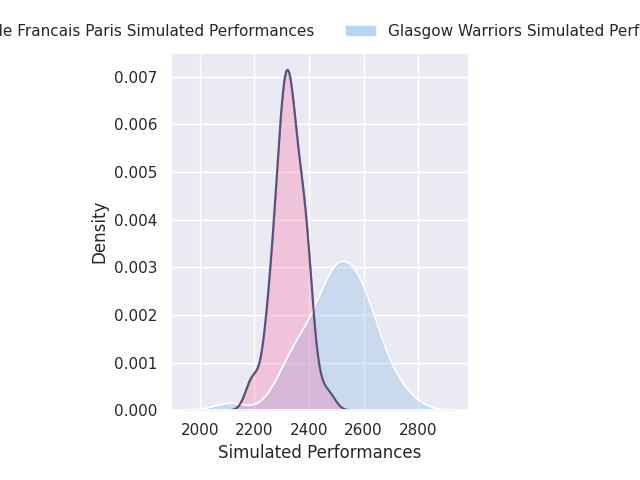 le Francais Paris Simulated Performances
Glasgow Warriors Simulated Perf
0.007
0.006
0.005
0.004
0.003
0.002
0.001
0.000
Density
2000 2200 2400 2600 2800
Simulated Performances